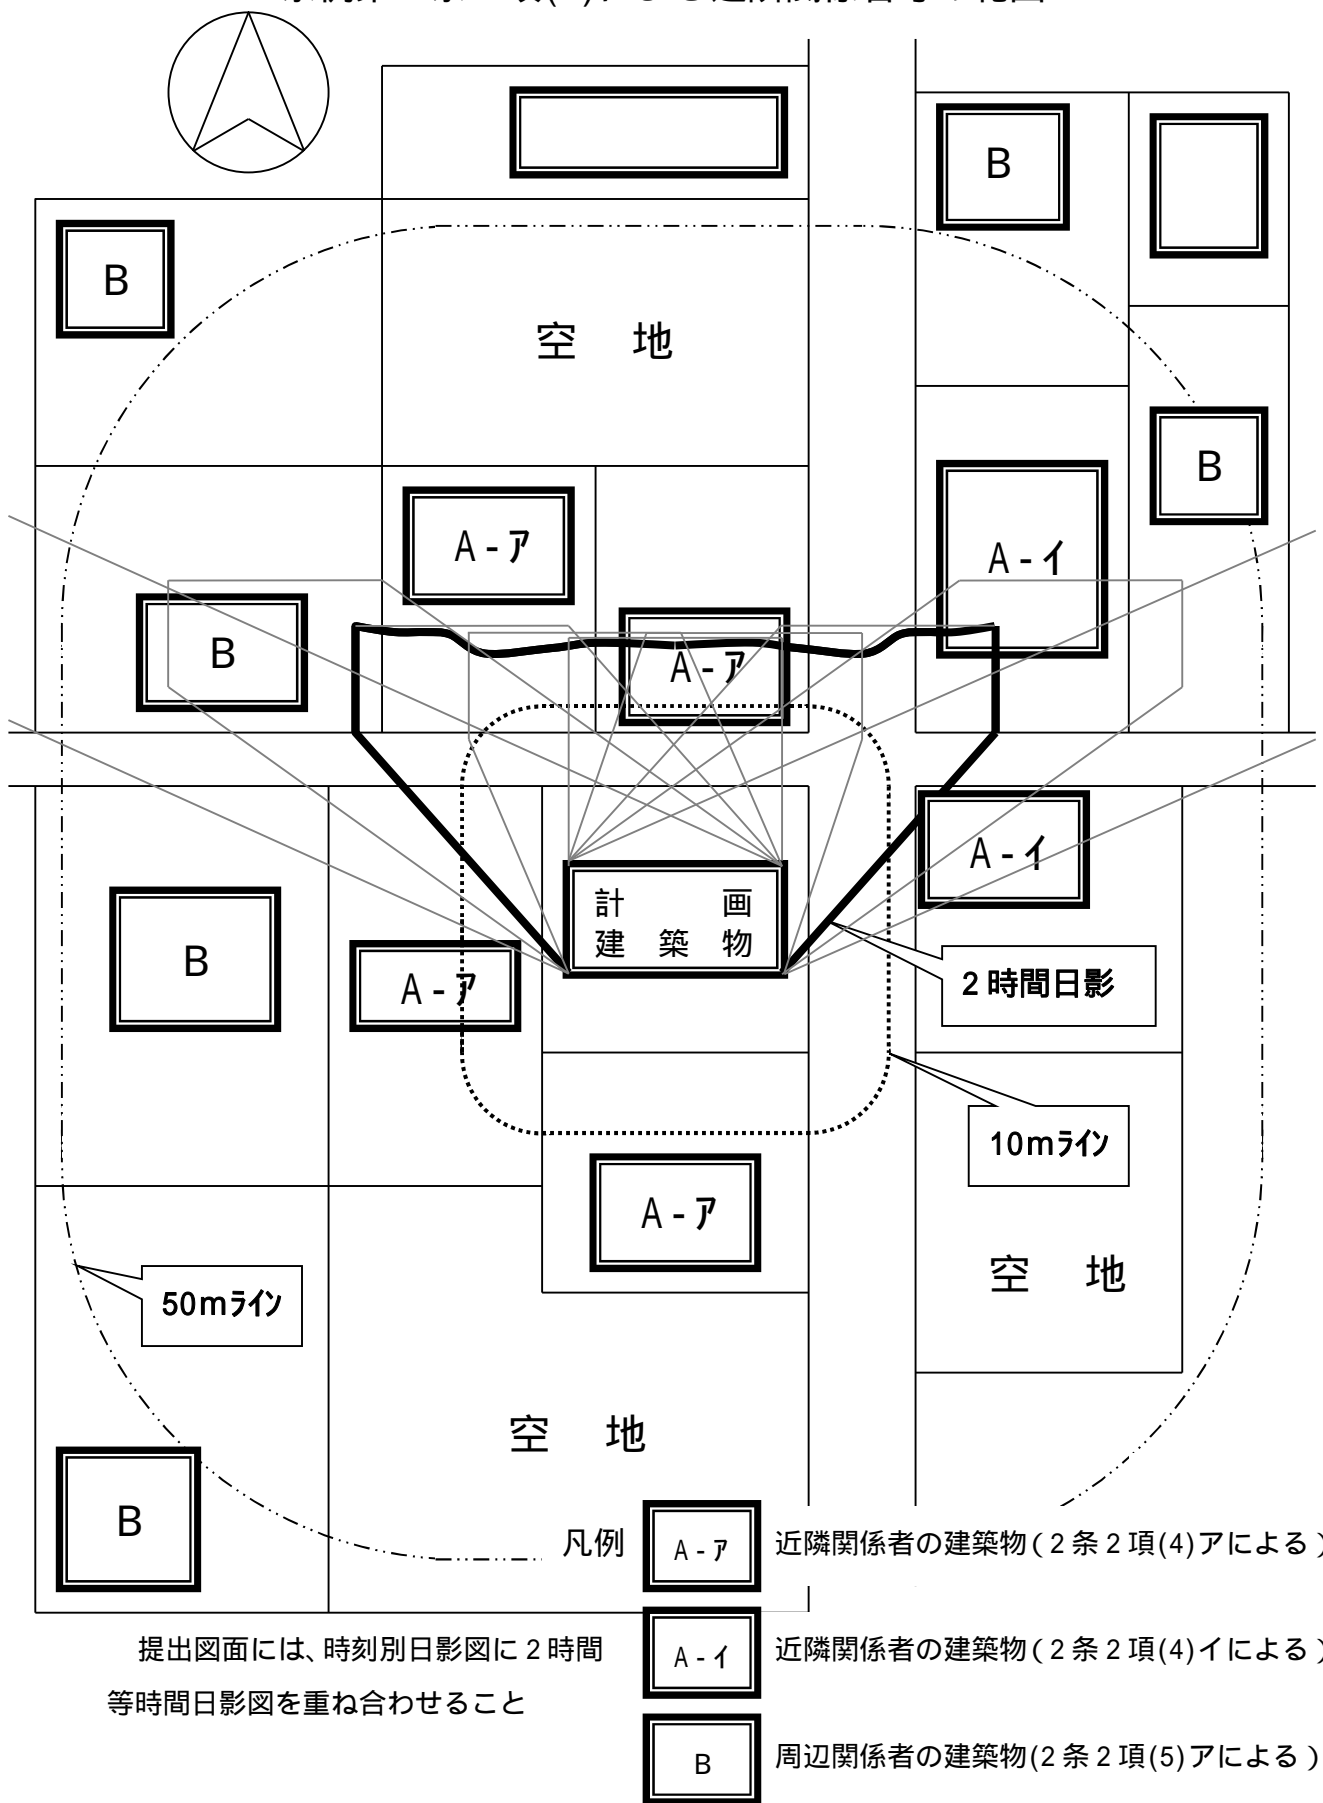 B
B
空 地
B
A-ア
A-イ
B
A-ア
A-イ
計 画
建 築 物
B
A-ア
2時間日影
10mライン
A-ア
空 地
50mライン
空 地
B
凡例
A-ア
近隣関係者の建築物(2条2項(4)アによる)
A-イ
近隣関係者の建築物(2条2項(4)イによる)
提出図面には、時刻別日影図に2時間
等時間日影図を重ね合わせること
B
周辺関係者の建築物(2条2項(5)アによる)